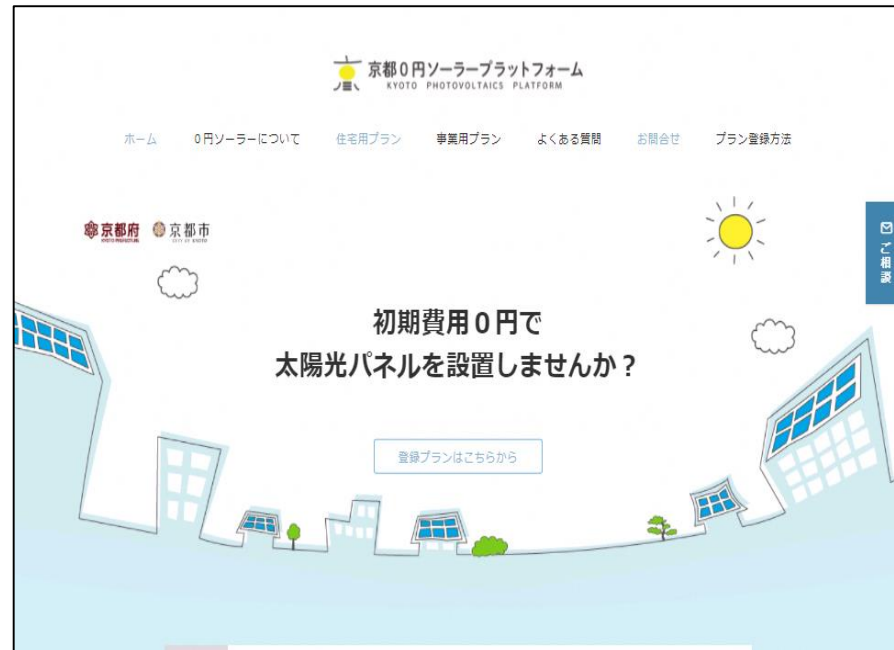 京都０円ソーラープラットフォーム
KYOTO PHOTOVOLTAICS PLATFORM
ホーム ０円ソーラーについて 住宅用プラン 事業用プラン よくある質問 お問合せ プラン登録方法
京都府 京都市
KYOTO PREFECTURE CITY OF KYOTO
ご相談
初期費用０円で
太陽光パネルを設置しませんか？
登録プランはこちらから